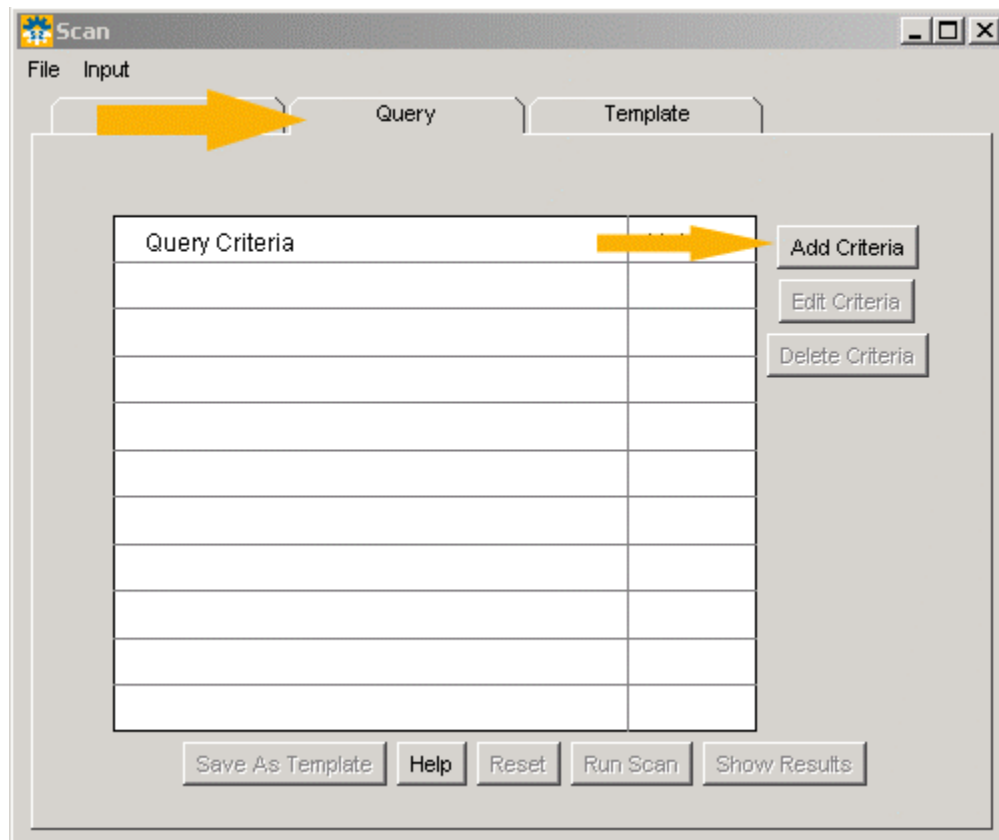 Scan
File Input
Query Template
Query Criteria
Add Criteria
Edit Criteria
Delete Criteria
Save As Template Help Reset Run Scan Show Results